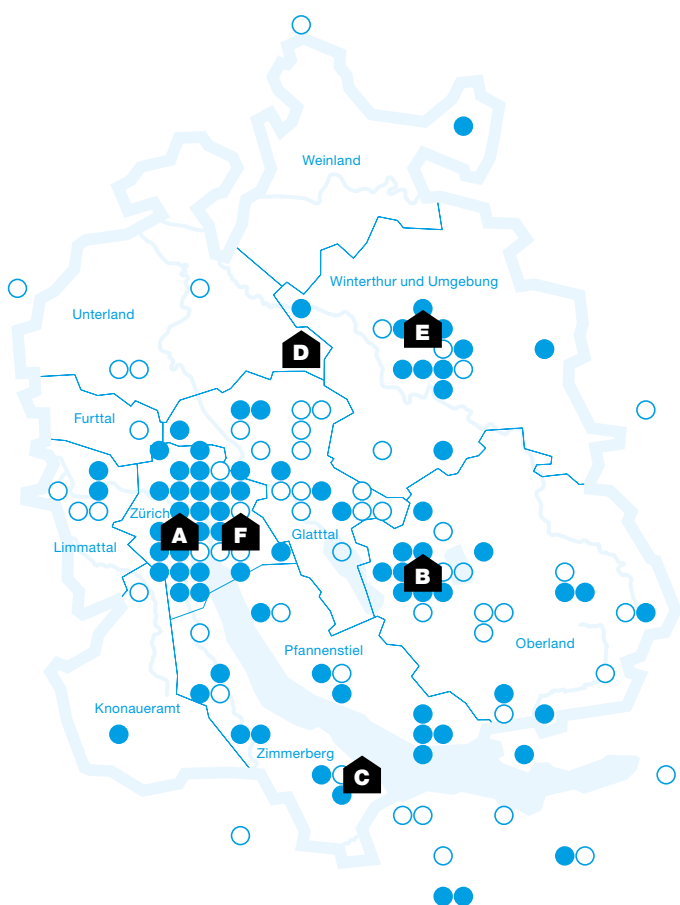 Weinland
Winterthur und Umgebung
Unterland
E
D
Furttal
Zürich
A
F
Glatttal
Limmattal
B
Oberland
Pfannenstiel
Knonaueramt
Zimmerberg
C